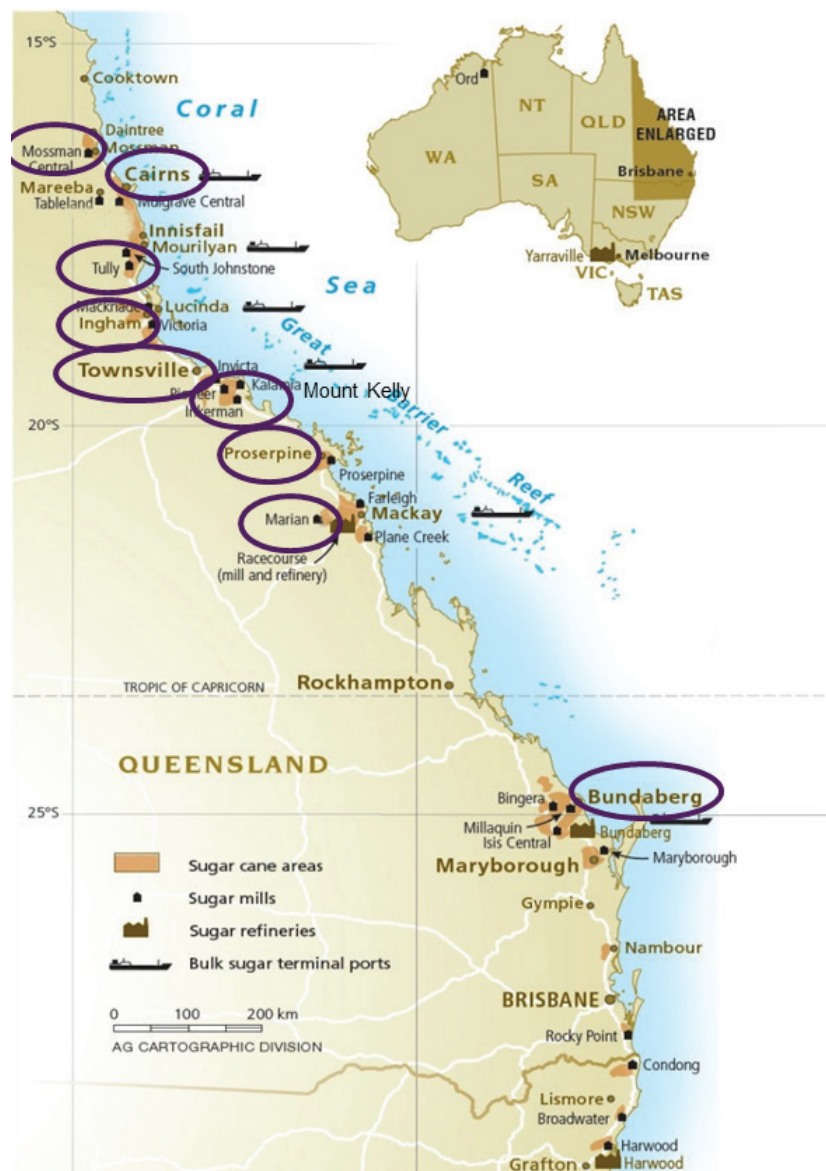 15°S
Cooktown
Coral
Ord
NT
QLD
AREA
ENLARGED
WA
SA
Brisbane
NSW
Yarraville
VIC
Melbourne
TAS
Daintree
Mossman
Mossman
Central
Cairns
Mareeba
Tableland
Mulgrave Central
Innisfail
Mourilyan
Tully
South Johnstone
Sea
Macknade
Lucinda
Ingham
Victoria
Great
Townsville
Invicta
Pioneer
Kalamia
Mount Kelly
Inkerman
Barrier
20°S
Proserpine
Proserpine
Reef
Farleigh
Marian
Mackay
Plane Creek
Racecourse
(mill and refinery)
TROPIC OF CAPRICORN
Rockhampton
QUEENSLAND
25°S
Bingera
Bundaberg
Millaquin
Bundaberg
Isis Central
Maryborough
Maryborough
Sugar cane areas
Sugar mills
Gympie
Sugar refineries
Nambour
Bulk sugar terminal ports
0 200 km
BRISBANE
AG CARTOGRAPHIC DIVISION
Rocky Point
Condong
Lismore
Broadwater
Harwood
Grafton
Harwood